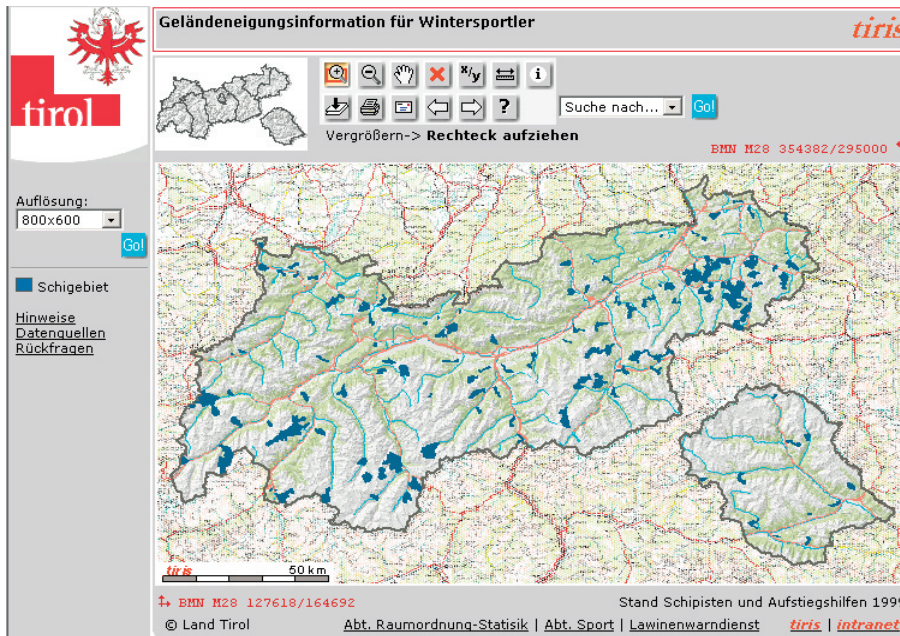 Geländeneigungsinformation für Wintersportler
tiris
tirol
x/y
i
?
Suche nach...
Go!
Vergrößern-> Rechteck aufziehen
BMN M28 354382/295000
Auflösung:
800x600
Go!
Schigebiet
Hinweise
Datenquellen
Rückfragen
tiris
50 km
BMN M28 127618/164692
Stand Schipisten und Aufstiegshilfen 1999
© Land Tirol
Abt. Raumordnung-Statisik | Abt. Sport | Lawinenwarndienst
tiris | intranet